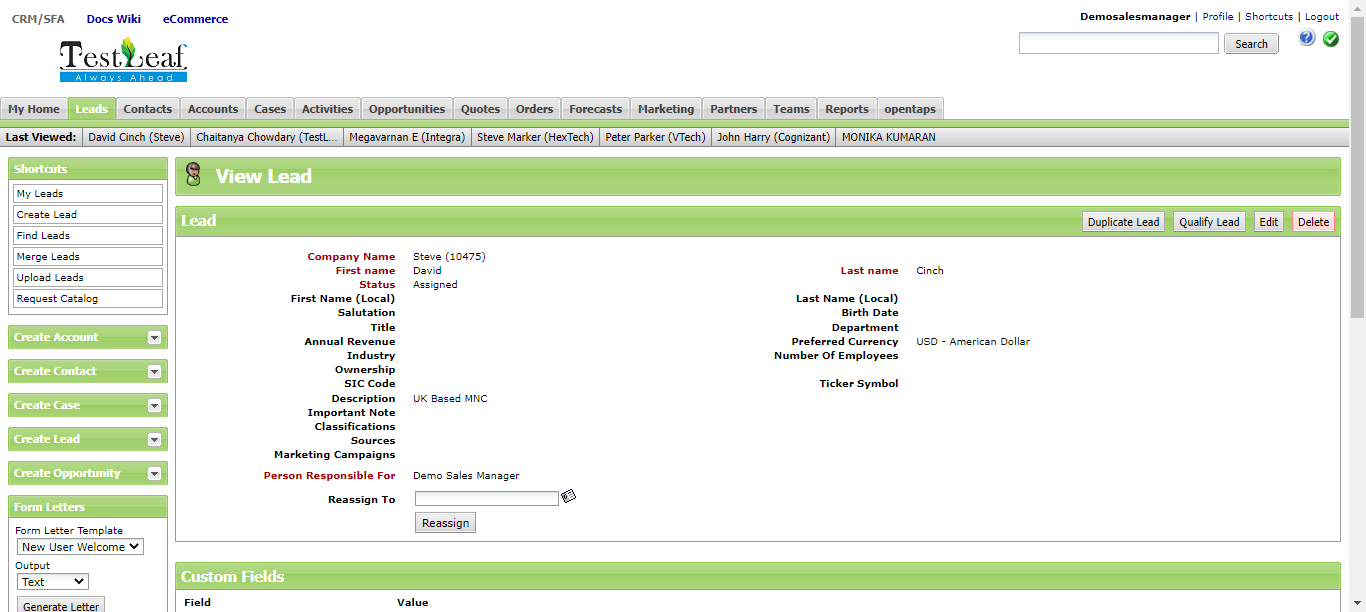 CRM/SFA Docs Wiki eCommerce
Demosalesmanager | Profile | Shortcuts | Logout
Search
TestLeaf
Always Ahead
My Home Leads Contacts Accounts Cases Activities Opportunities Quotes Orders Forecasts Marketing Partners Teams Reports opentaps
Last Viewed: David Cinch (Steve) Chaitanya Chowdary (TestL... Megavarnan E (Integra) Steve Marker (HexTech) Peter Parker (VTech) John Harry (Cognizant) MONIKA KUMARAN
Shortcuts
My Leads
Create Lead
Find Leads
Merge Leads
Upload Leads
Request Catalog
Create Account
Create Contact
Create Case
Create Lead
Create Opportunity
Form Letters
Form Letter Template
New User Welcome
Output
Text
Generate Letter
View Lead
Lead Duplicate Lead Qualify Lead Edit Delete
Company Name Steve (10475)
First name David Last name Cinch
Status Assigned
First Name (Local) Last Name (Local)
Salutation Birth Date
Title Department
Annual Revenue Preferred Currency USD - American Dollar
Industry Number Of Employees
Ownership
SIC Code Ticker Symbol
Description UK Based MNC
Important Note
Classifications
Sources
Marketing Campaigns
Person Responsible For Demo Sales Manager
Reassign To
Reassign
Custom Fields
Field Value